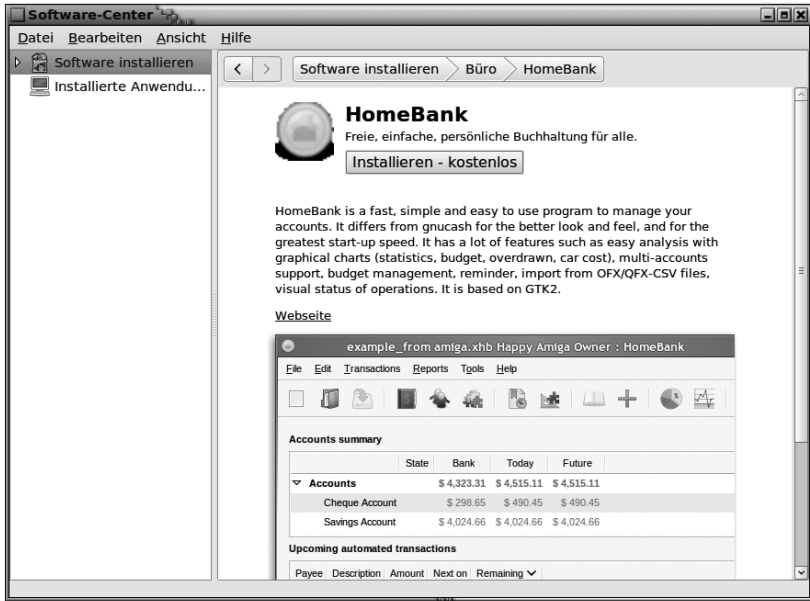 Software-Center
Datei Bearbeiten Ansicht Hilfe
Software installieren
Installierte Anwendu...
Software installieren Büro HomeBank
HomeBank
Freie, einfache, persönliche Buchhaltung für alle.
Installieren - kostenlos
HomeBank is a fast, simple and easy to use program to manage your
accounts. It differs from gnucash for the better look and feel, and for the
greatest start-up speed. It has a lot of features such as easy analysis with
graphical charts (statistics, budget, overdrawn, car cost), multi-accounts
support, budget management, reminder, import from OFX/QFX-CSV files,
visual status of operations. It is based on GTK2.
Webseite
example_from amiga.xhb Happy Amiga Owner : HomeBank
File Edit Transactions Reports Tools Help
Accounts summary
State Bank Today Future
Accounts $ 4,323.31 $ 4,515.11 $ 4,515.11
Cheque Account $ 298.65 $ 490.45 $ 490.45
Savings Account $ 4,024.66 $ 4,024.66 $ 4,024.66
Upcoming automated transactions
Payee Description Amount Next on Remaining